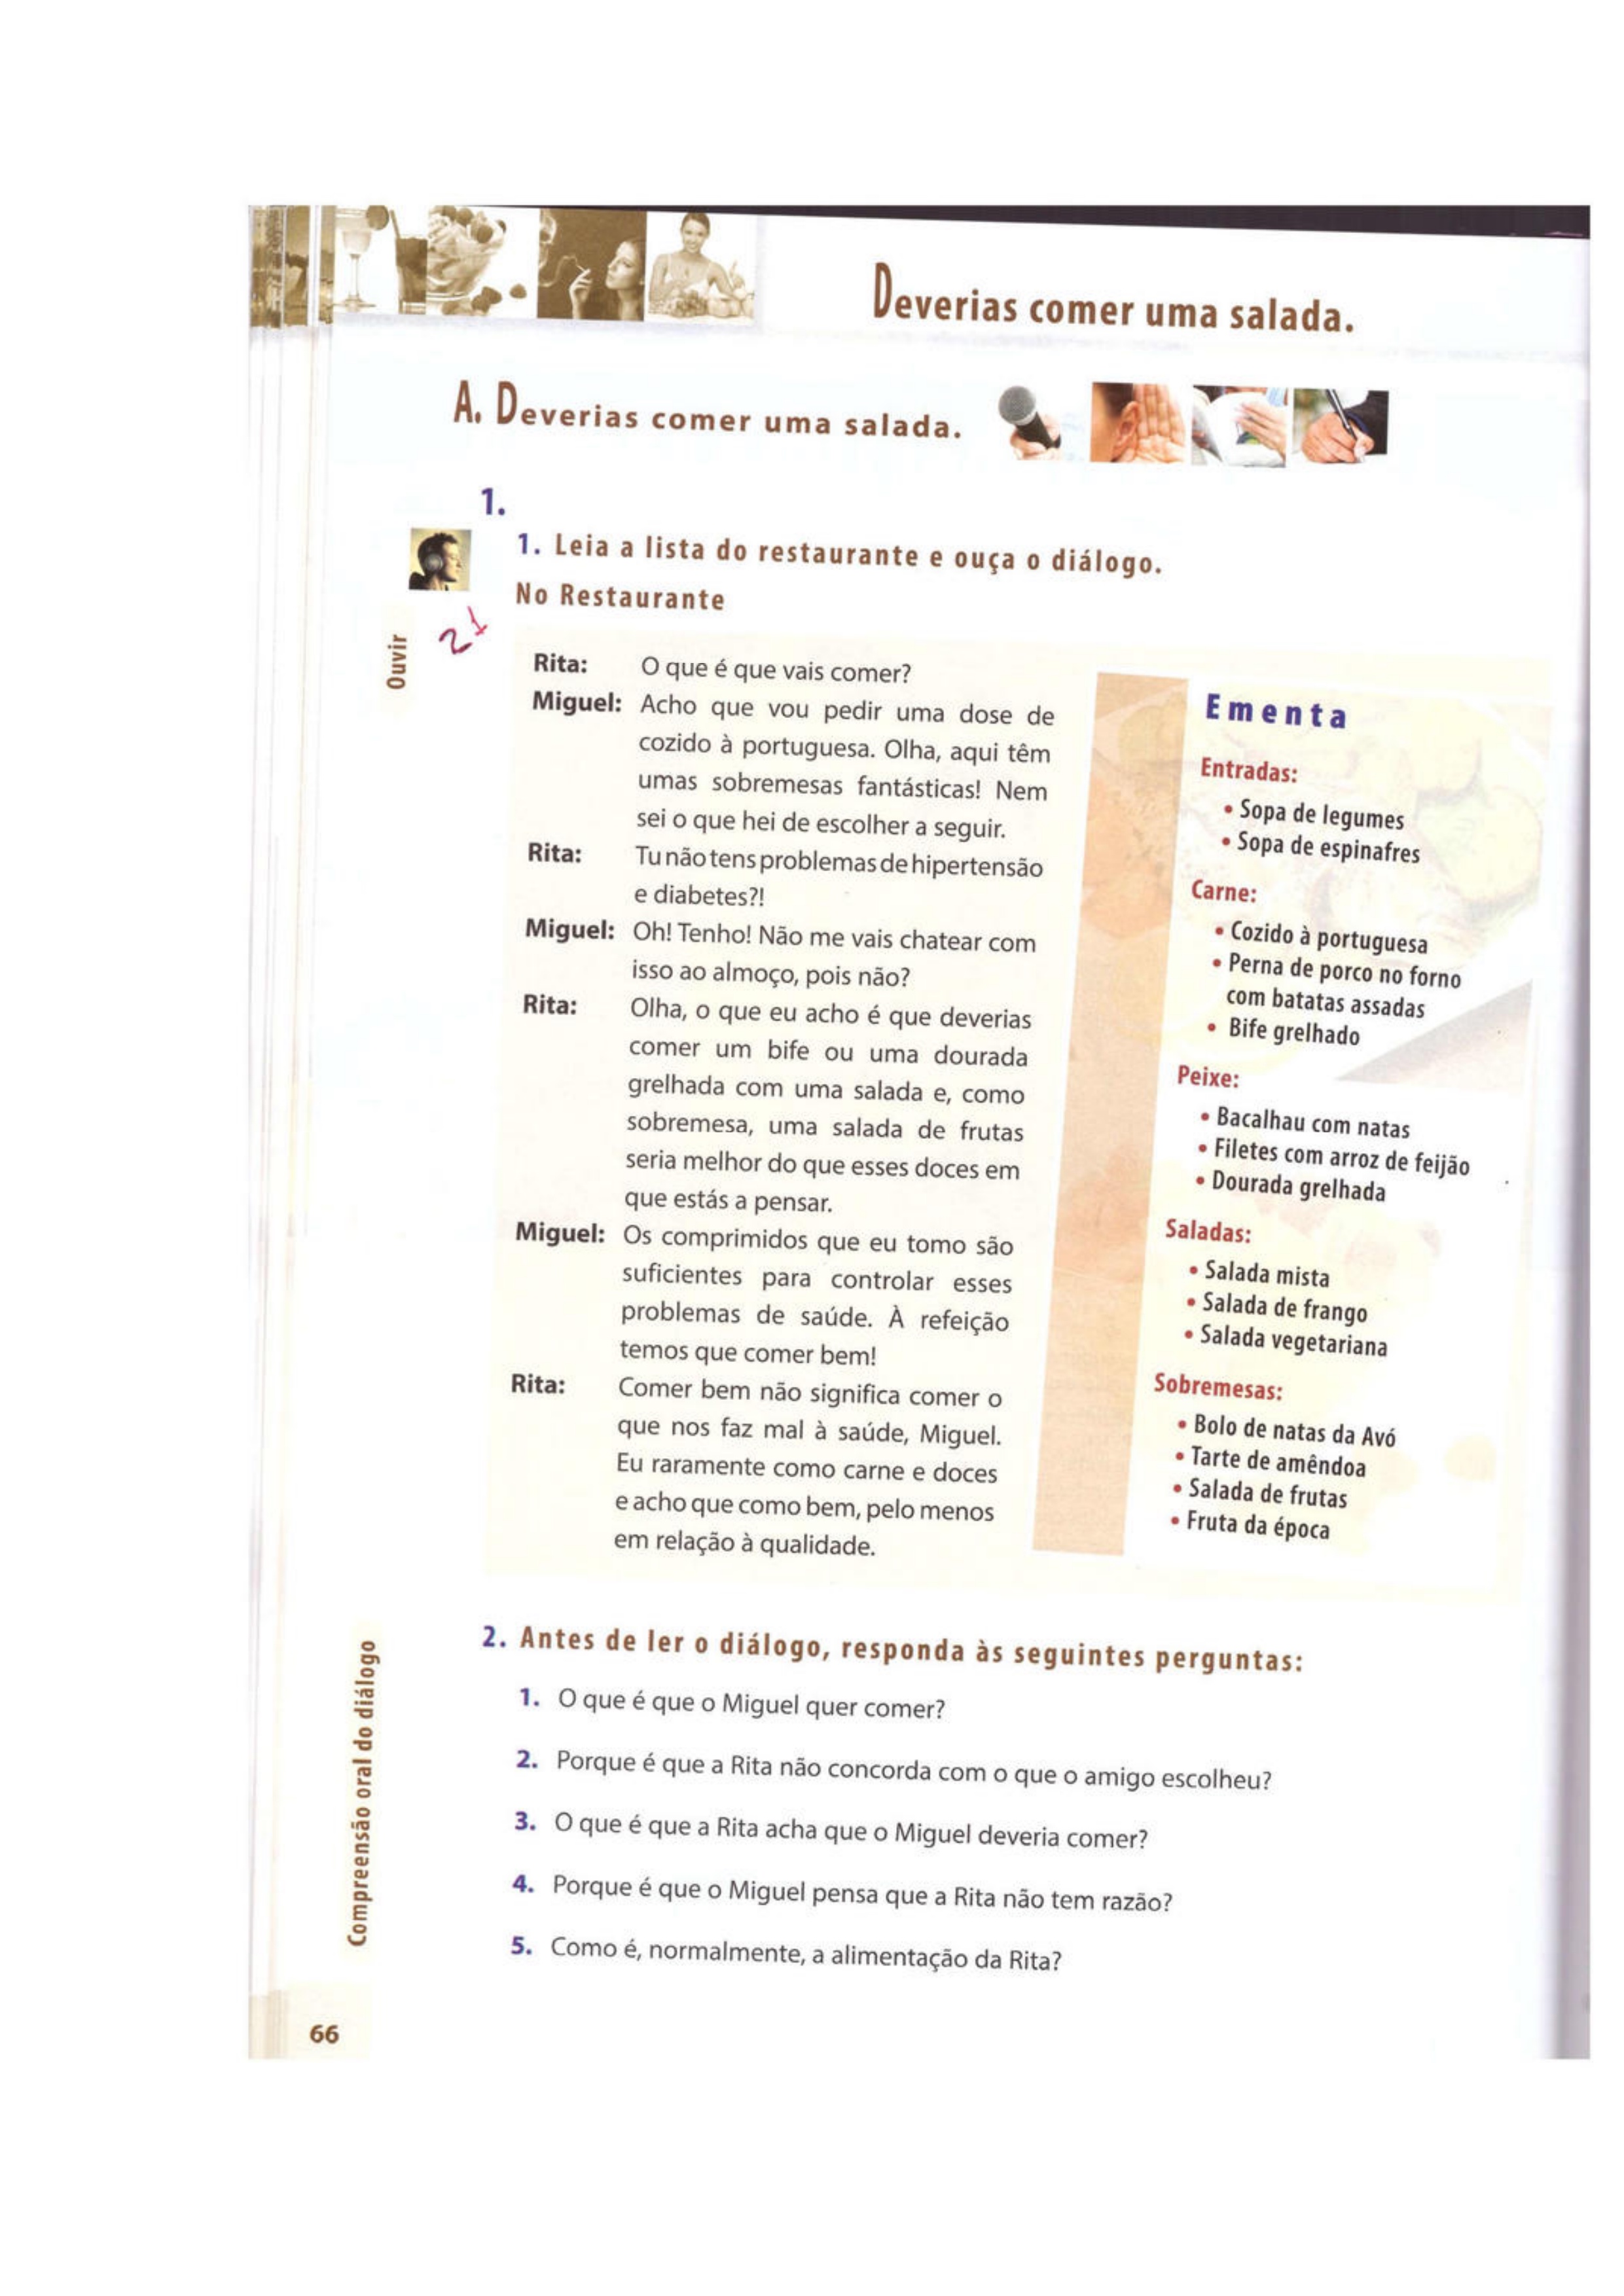 Deverias comer uma salada.
A. Deverias comer uma salada.
1.
1. Leia a lista do restaurante e ouça o diálogo.
No Restaurante
21
Ouvir
Rita: O que é que vais comer?
Miguel: Acho que vou pedir uma dose de
cozido à portuguesa. Olha, aqui têm
umas sobremesas fantásticas! Nem
sei o que hei de escolher a seguir.
Rita: Tu não tens problemas de hipertensão
e diabetes?!
Miguel: Oh! Tenho! Não me vais chatear com
isso ao almoço, pois não?
Rita: Olha, o que eu acho é que deverias
comer um bife ou uma dourada
grelhada com uma salada e, como
sobremesa, uma salada de frutas
seria melhor do que esses doces em
que estás a pensar.
Miguel: Os comprimidos que eu tomo são
suficientes para controlar esses
problemas de saúde. À refeição
temos que comer bem!
Rita: Comer bem não significa comer o
que nos faz mal à saúde, Miguel.
Eu raramente como carne e doces
e acho que como bem, pelo menos
em relação à qualidade.
Ementa
Entradas:
• Sopa de legumes
• Sopa de espinafres
Carne:
• Cozido à portuguesa
• Perna de porco no forno
com batatas assadas
• Bife grelhado
Peixe:
• Bacalhau com natas
• Filetes com arroz de feijão
• Dourada grelhada
Saladas:
• Salada mista
• Salada de frango
• Salada vegetariana
Sobremesas:
• Bolo de natas da Avó
• Tarte de amêndoa
• Salada de frutas
• Fruta da época
Compreensão oral do diálogo
2. Antes de ler o diálogo, responda às seguintes perguntas:
1. O que é que o Miguel quer comer?
2. Porque é que a Rita não concorda com o que o amigo escolheu?
3. O que é que a Rita acha que o Miguel deveria comer?
4. Porque é que o Miguel pensa que a Rita não tem razão?
5. Como é, normalmente, a alimentação da Rita?
66